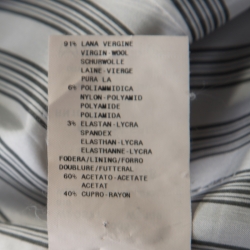 91% LANA VERGINE
VIRGIN-WOOL
SCHURWOLLE
LAINE-VIERGE
PURA LA
6% POLIAMMIDICA
NYLON-POLYAMID
POLYAMIDE
POLIAMIDA
3% ELASTAN-LYCRA
SPANDEX
ELASTHAN-LYCRA
ELASTHANNE-LYCRA
FODERA/LINING/FORRO
DOUBLURE/FUTTERAL
60% ACETATO-ACETATE
ACETAT
40% CUPRO-RAYON